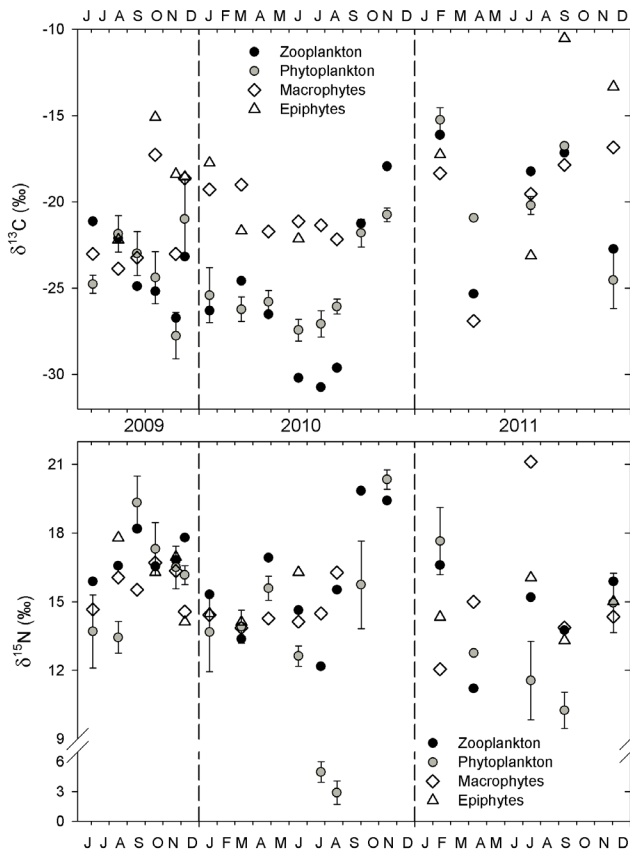 J A S O N D J F M A M J J A S O N D J F M A M J J A S O N D
-10
Zooplankton
Phytoplankton
Macrophytes
Epiphytes
-15
-20
-25
-30
δ13C (‰)
2009 2010 2011
21
18
15
12
9
6
3
0
δ15N (‰)
Zooplankton
Phytoplankton
Macrophytes
Epiphytes
J A S O N D J F M A M J J A S O N D J F M A M J J A S O N D